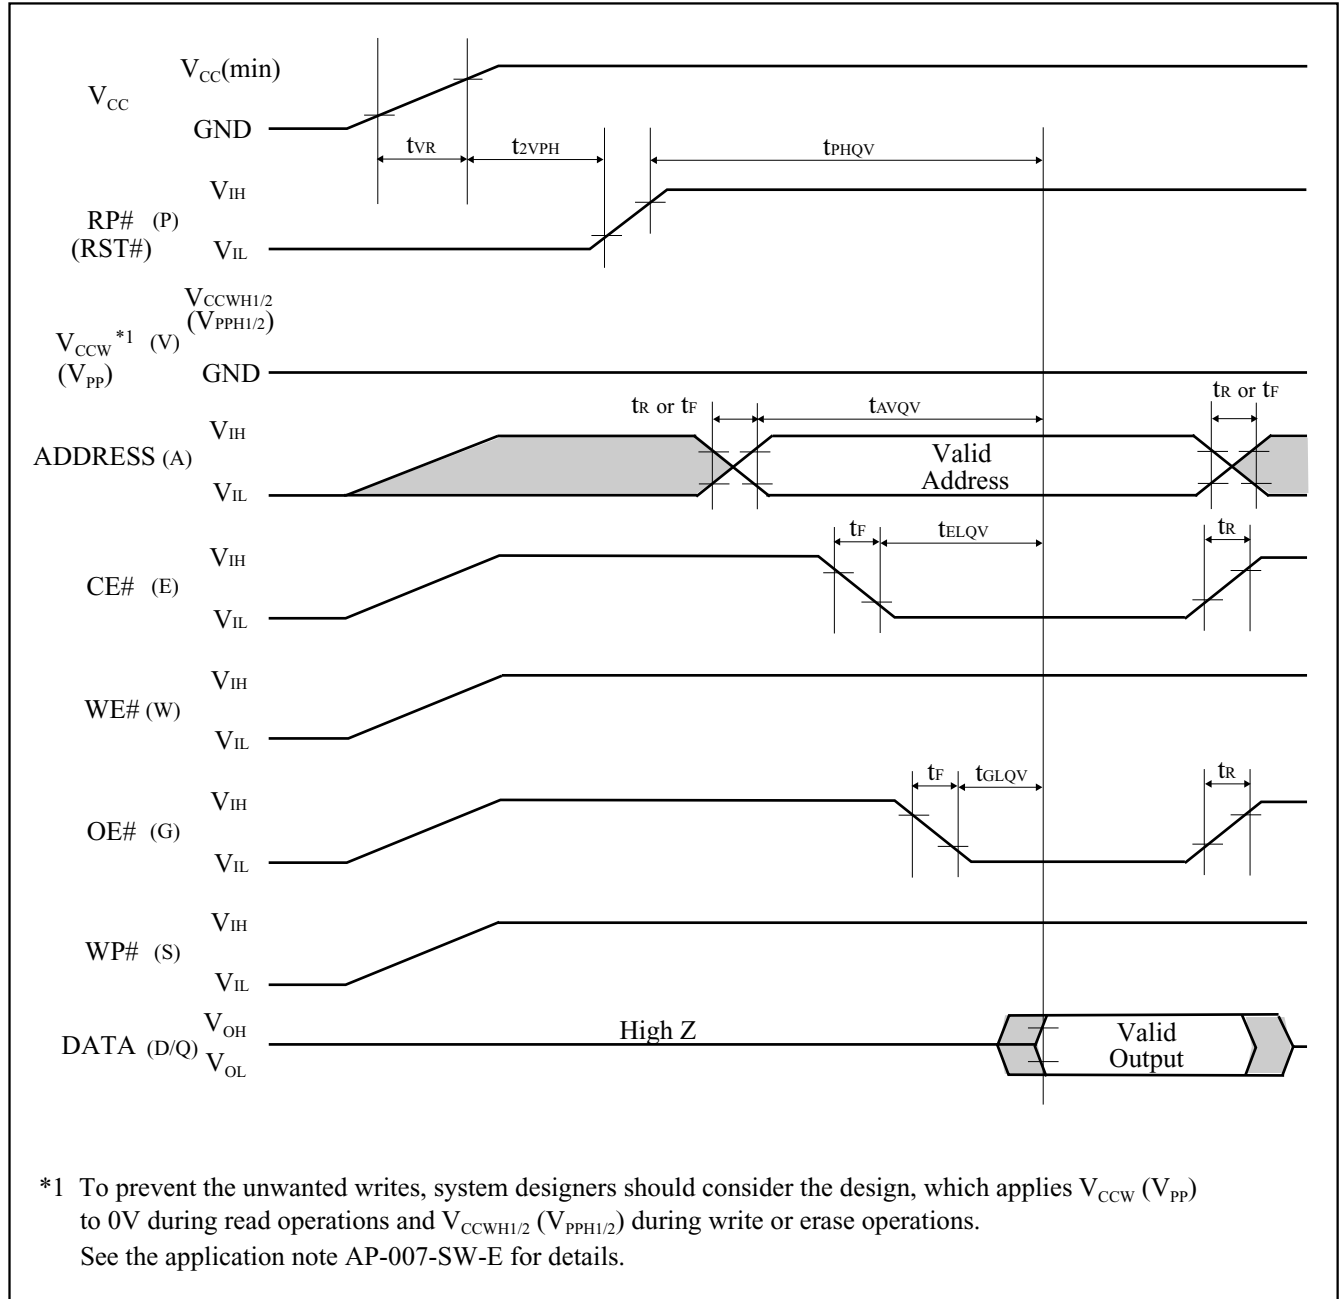 VCC(min)
VCC
GND
tVR
t2VPH
tPHQV
VIH
RP# (P)
(RST#)
VIL
VCCWH1/2
(VPPH1/2)
VCCW *1 (V)
(VPP)
GND
tR or tF
tAVQV
tR or tF
VIH
ADDRESS (A)
Valid
Address
VIL
tF
tELQV
tR
VIH
CE# (E)
VIL
VIH
WE# (W)
VIL
tF
tGLQV
tR
VIH
OE# (G)
VIL
VIH
WP# (S)
VIL
VOH
High Z
Valid
DATA (D/Q)
Output
VOL
*1 To prevent the unwanted writes, system designers should consider the design, which applies VCCW (VPP)
to 0V during read operations and VCCWH1/2 (VPPH1/2) during write or erase operations.
See the application note AP-007-SW-E for details.